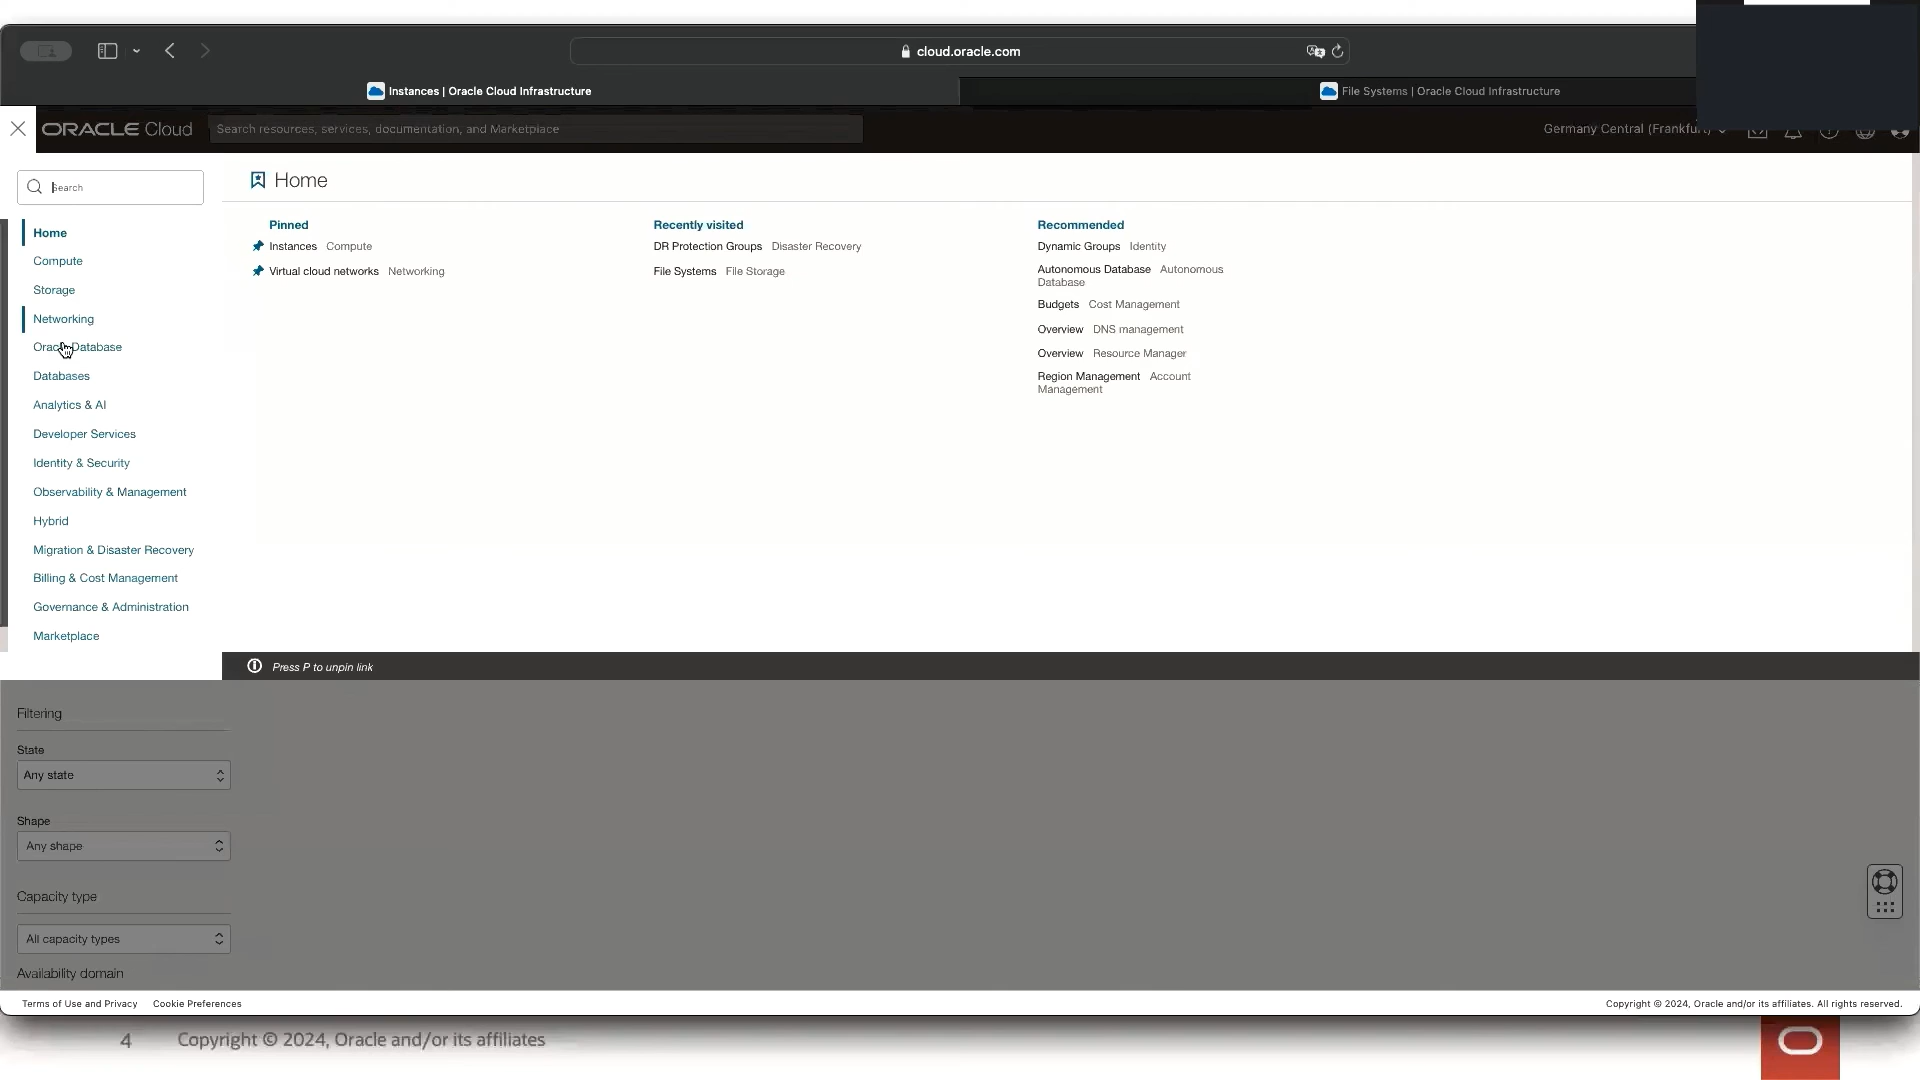 cloud.oracle.com
Instances | Oracle Cloud Infrastructure
File Systems | Oracle Cloud Infrastructure
ORACLE Cloud
Search resources, services, documentation, and Marketplace
Germany Central (Frankfurt)
Search
Home
Compute
Storage
Networking
Oracle Database
Databases
Analytics & AI
Developer Services
Identity & Security
Observability & Management
Hybrid
Migration & Disaster Recovery
Billing & Cost Management
Governance & Administration
Marketplace
Home
Pinned
Instances Compute
Virtual cloud networks Networking
Recently visited
DR Protection Groups Disaster Recovery
File Systems File Storage
Recommended
Dynamic Groups Identity
Autonomous Database Autonomous
Database
Budgets Cost Management
Overview DNS management
Overview Resource Manager
Region Management Account
Management
Press P to unpin link
Filtering
State
Any state
Shape
Any shape
Capacity type
All capacity types
Availability domain
Terms of Use and Privacy Cookie Preferences
Copyright © 2024, Oracle and/or its affiliates. All rights reserved.
4 Copyright © 2024, Oracle and/or its affiliates